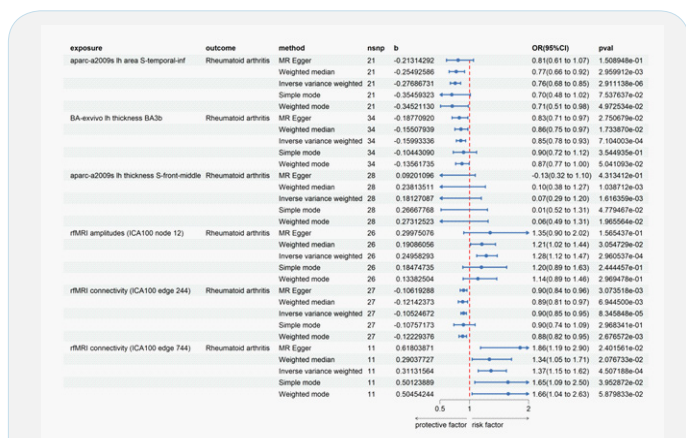 exposure outcome method nsnp b OR(95%CI) pval
aparc-a2009s lh area S-temporal-inf Rheumatoid arthritis MR Egger 21 -0.21314292 0.81(0.61 to 1.07) 1.508948e-01
Weighted median 21 -0.25492586 0.77(0.66 to 0.92) 2.959912e-03
Inverse variance weighted 21 -0.27686731 0.76(0.68 to 0.85) 2.911138e-06
Simple mode 21 -0.35459323 0.70(0.48 to 1.02) 7.537637e-02
Weighted mode 21 -0.34521130 0.71(0.51 to 0.98) 4.972534e-02
BA-exvivo lh thickness BA3b Rheumatoid arthritis MR Egger 34 -0.18770920 0.83(0.71 to 0.97) 2.750679e-02
Weighted median 34 -0.15507939 0.86(0.75 to 0.97) 1.733870e-02
Inverse variance weighted 34 -0.15993336 0.85(0.78 to 0.93) 7.104003e-04
Simple mode 34 -0.10443090 0.90(0.72 to 1.12) 3.544935e-01
Weighted mode 34 -0.13561735 0.87(0.77 to 1.00) 5.041093e-02
aparc-a2009s lh thickness S-front-middle Rheumatoid arthritis MR Egger 28 0.09201096 -0.13(0.32 to 1.10) 4.313412e-01
Weighted median 28 0.23813511 0.10(0.38 to 1.27) 1.038712e-03
Inverse variance weighted 28 0.18127087 0.07(0.29 to 1.20) 1.616359e-03
Simple mode 28 0.26667768 0.01(0.52 to 1.31) 4.779467e-02
Weighted mode 28 0.27312523 0.06(0.49 to 1.31) 1.965564e-02
rfMRI amplitudes (ICA100 node 12) Rheumatoid arthritis MR Egger 26 0.29975076 1.35(0.90 to 2.02) 1.565437e-01
Weighted median 26 0.19086056 1.21(1.02 to 1.44) 3.054729e-02
Inverse variance weighted 26 0.24958293 1.28(1.12 to 1.47) 2.960537e-04
Simple mode 26 0.18474735 1.20(0.89 to 1.63) 2.444457e-01
Weighted mode 26 0.13382504 1.14(0.89 to 1.46) 2.969478e-01
rfMRI connectivity (ICA100 edge 244) Rheumatoid arthritis MR Egger 27 -0.10619288 0.90(0.84 to 0.96) 3.073518e-03
Weighted median 27 -0.12142373 0.89(0.81 to 0.97) 6.944500e-03
Inverse variance weighted 27 -0.10524672 0.90(0.85 to 0.95) 8.345848e-05
Simple mode 27 -0.10757173 0.90(0.74 to 1.09) 2.968341e-01
Weighted mode 27 -0.12229376 0.88(0.82 to 0.95) 2.676572e-03
rfMRI connectivity (ICA100 edge 744) Rheumatoid arthritis MR Egger 11 0.61803871 1.86(1.19 to 2.90) 2.401561e-02
Weighted median 11 0.29037727 1.34(1.05 to 1.71) 2.076733e-02
Inverse variance weighted 11 0.31131564 1.37(1.15 to 1.62) 4.507188e-04
Simple mode 11 0.50123889 1.65(1.09 to 2.50) 3.952872e-02
Weighted mode 11 0.50454244 1.66(1.04 to 2.63) 5.879833e-02
0.5 1 2
protective factor risk factor